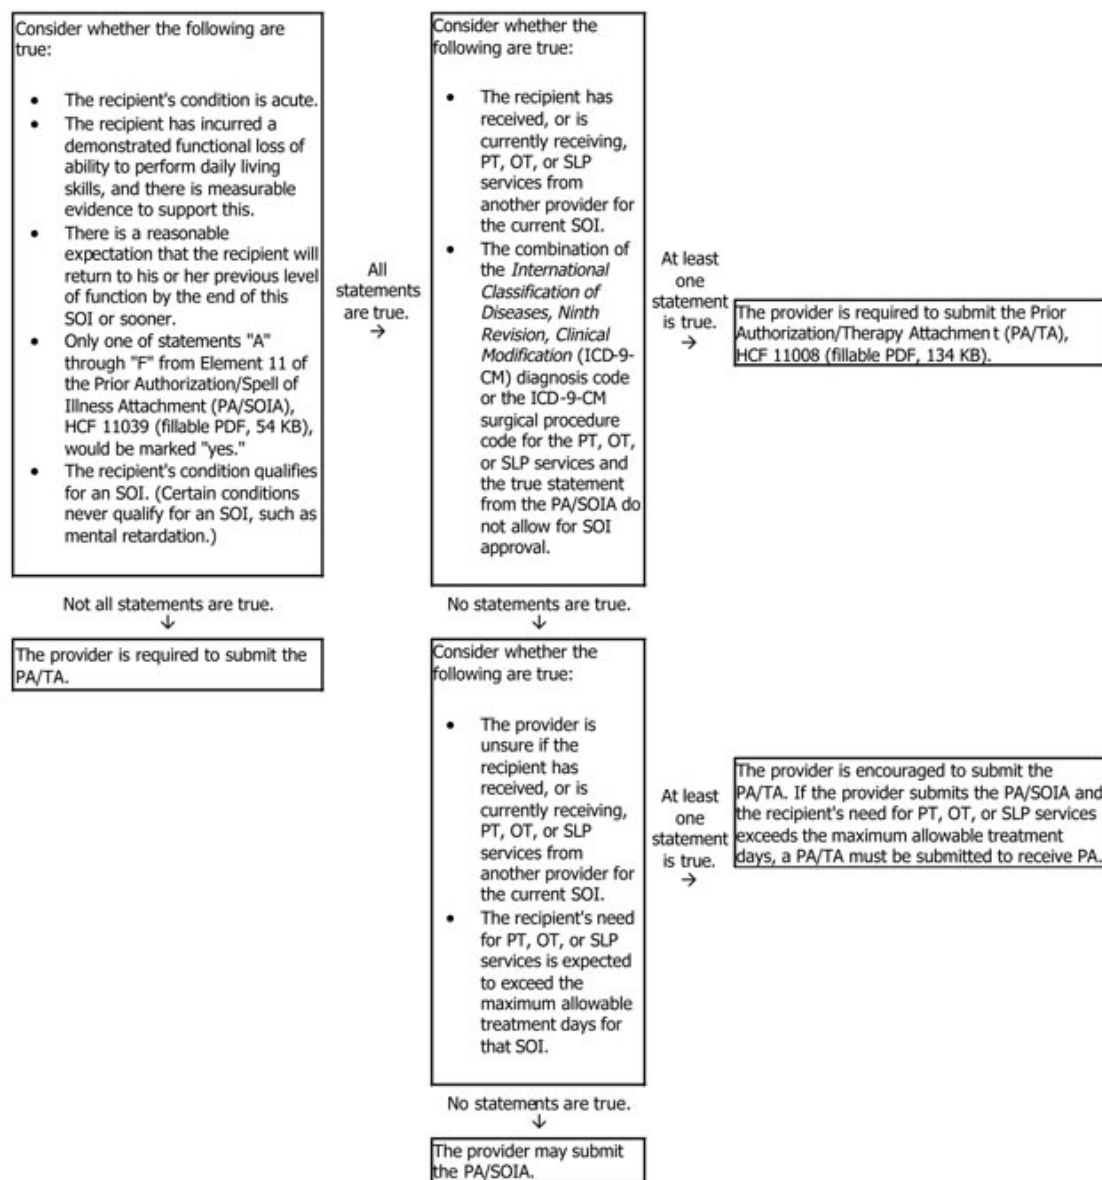 Consider whether the following are
true:
• The recipient's condition is acute.
• The recipient has incurred a
demonstrated functional loss of
ability to perform daily living
skills, and there is measurable
evidence to support this.
• There is a reasonable
expectation that the recipient will
return to his or her previous level
of function by the end of this
SOI or sooner.
• Only one of statements "A"
through "F" from Element 11 of
the Prior Authorization/Spell of
Illness Attachment (PA/SOIA),
HCF 11039 (fillable PDF, 54 KB),
would be marked "yes."
• The recipient's condition qualifies
for an SOI. (Certain conditions
never qualify for an SOI, such as
mental retardation.)
All
statements
are true.
→
Not all statements are true.
↓
The provider is required to submit the
PA/TA.
Consider whether the
following are true:
• The recipient has
received, or is
currently receiving,
PT, OT, or SLP
services from
another provider for
the current SOI.
• The combination of
the International
Classification of
Diseases, Ninth
Revision, Clinical
Modification (ICD-9-
CM) diagnosis code
or the ICD-9-CM
surgical procedure
code for the PT, OT,
or SLP services and
the true statement
from the PA/SOIA do
not allow for SOI
approval.
At least
one
statement
is true.
→
The provider is required to submit the Prior
Authorization/Therapy Attachment (PA/TA),
HCF 11008 (fillable PDF, 134 KB).
No statements are true.
↓
Consider whether the
following are true:
• The provider is
unsure if the
recipient has
received, or is
currently receiving,
PT, OT, or SLP
services from
another provider for
the current SOI.
• The recipient's need
for PT, OT, or SLP
services is expected
to exceed the
maximum allowable
treatment days for
that SOI.
At least
one
statement
is true.
→
The provider is encouraged to submit the
PA/TA. If the provider submits the PA/SOIA and
the recipient's need for PT, OT, or SLP services
exceeds the maximum allowable treatment
days, a PA/TA must be submitted to receive PA.
No statements are true.
↓
The provider may submit
the PA/SOIA.